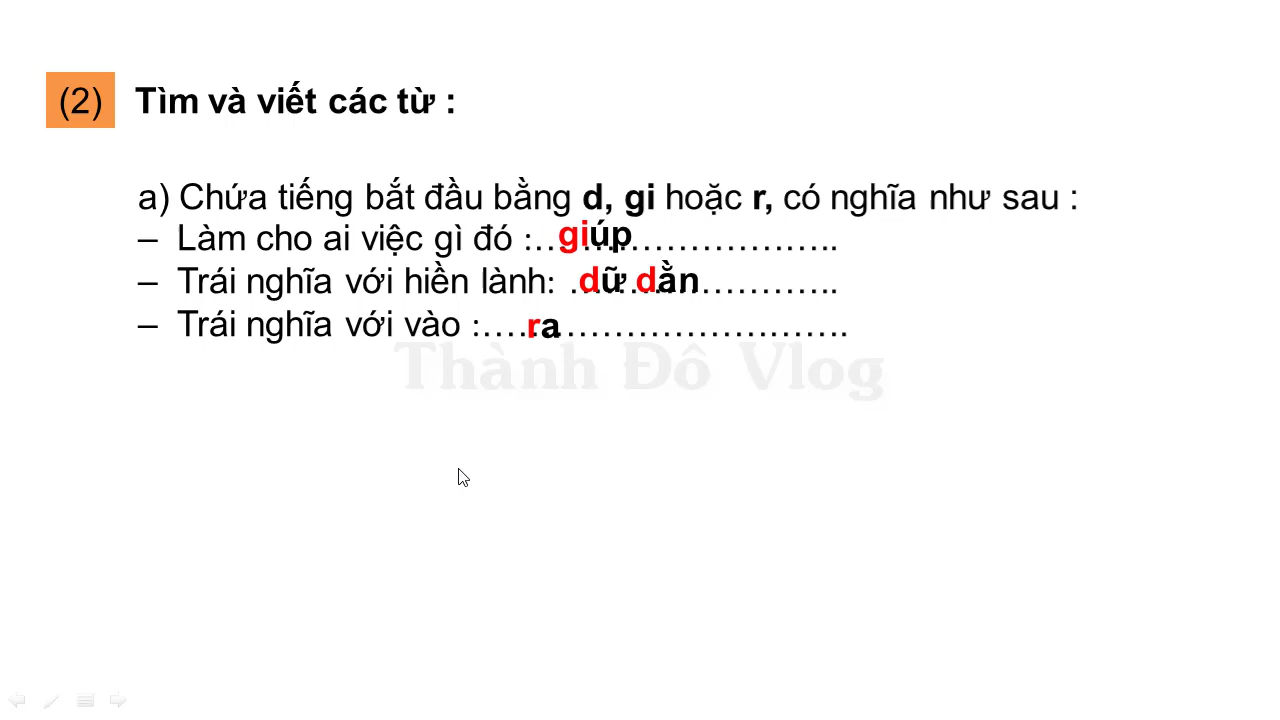 (2) Tìm và viết các từ :
a) Chứa tiếng bắt đầu bằng d, gi hoặc r, có nghĩa như sau :
– Làm cho ai việc gì đó :…giúp……………………..
– Trái nghĩa với hiền lành: …dữ dằn…………………..
– Trái nghĩa với vào :….ra…………………………….
Thành Đô Vlog